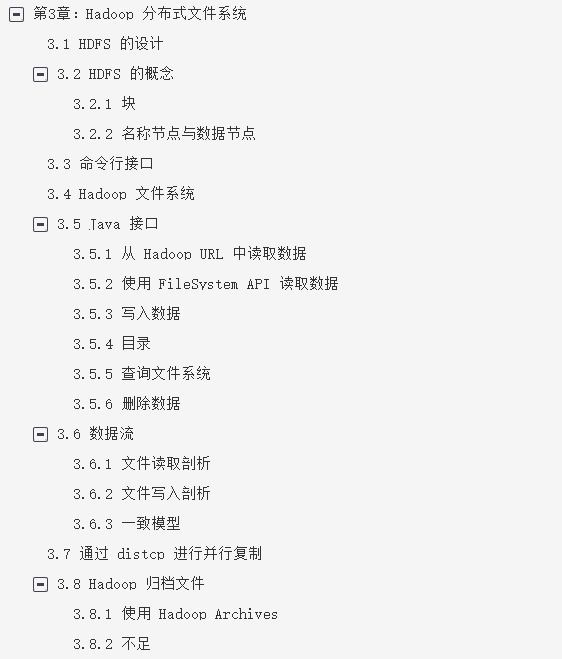 第3章：Hadoop 分布式文件系统
3.1 HDFS 的设计
3.2 HDFS 的概念
3.2.1 块
3.2.2 名称节点与数据节点
3.3 命令行接口
3.4 Hadoop 文件系统
3.5 Java 接口
3.5.1 从 Hadoop URL 中读取数据
3.5.2 使用 FileSystem API 读取数据
3.5.3 写入数据
3.5.4 目录
3.5.5 查询文件系统
3.5.6 删除数据
3.6 数据流
3.6.1 文件读取剖析
3.6.2 文件写入剖析
3.6.3 一致模型
3.7 通过 distcp 进行并行复制
3.8 Hadoop 归档文件
3.8.1 使用 Hadoop Archives
3.8.2 不足